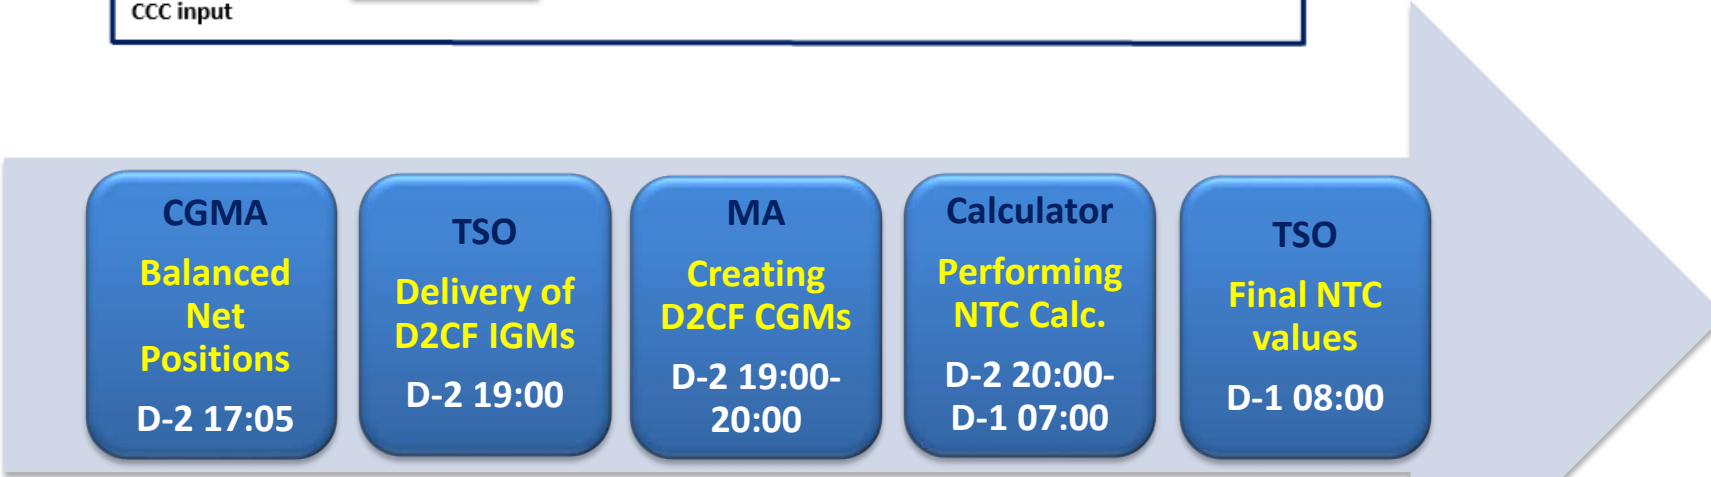 CCC input
CGMA
Balanced
Net
Positions
D-2 17:05
TSO
Delivery of
D2CF IGMs
D-2 19:00
MA
Creating
D2CF CGMs
D-2 19:00-
20:00
Calculator
Performing
NTC Calc.
D-2 20:00-
D-1 07:00
TSO
Final NTC
values
D-1 08:00